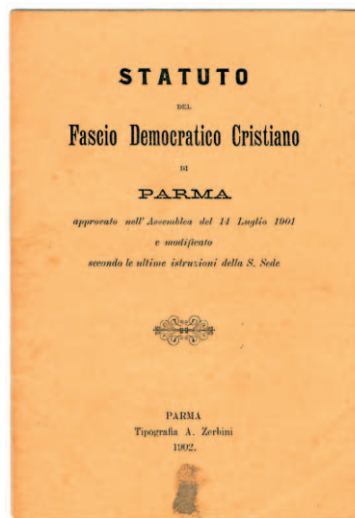 STATUTO
DEL
Fascio Democratico Cristiano
DI
PARMA
approvato nell' Assemblea del 14 Luglio 1901
e modificato
secondo le ultime istruzioni della S. Sede
PARMA
Tipografia A. Zerbini
1902.